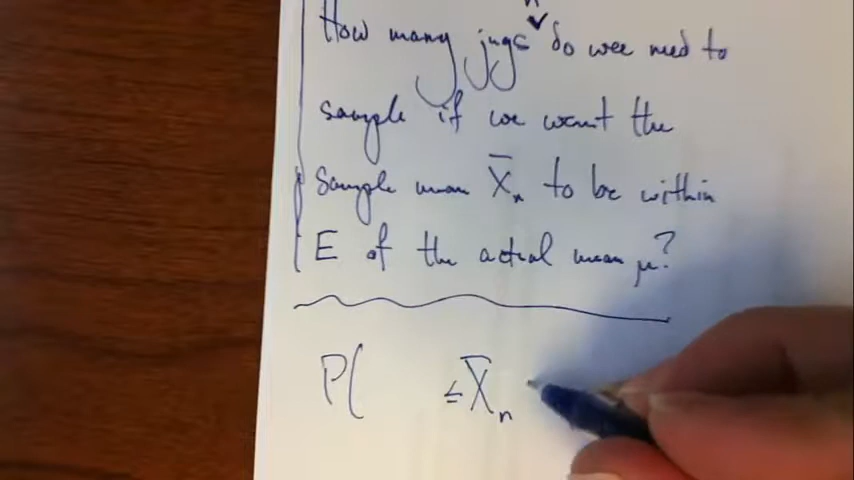 How many jugs ˅ do wee need to
sample if we want the
sample mean X̄ₙ to be within
E of the actual mean μ?
P( ≤ X̄ₙ